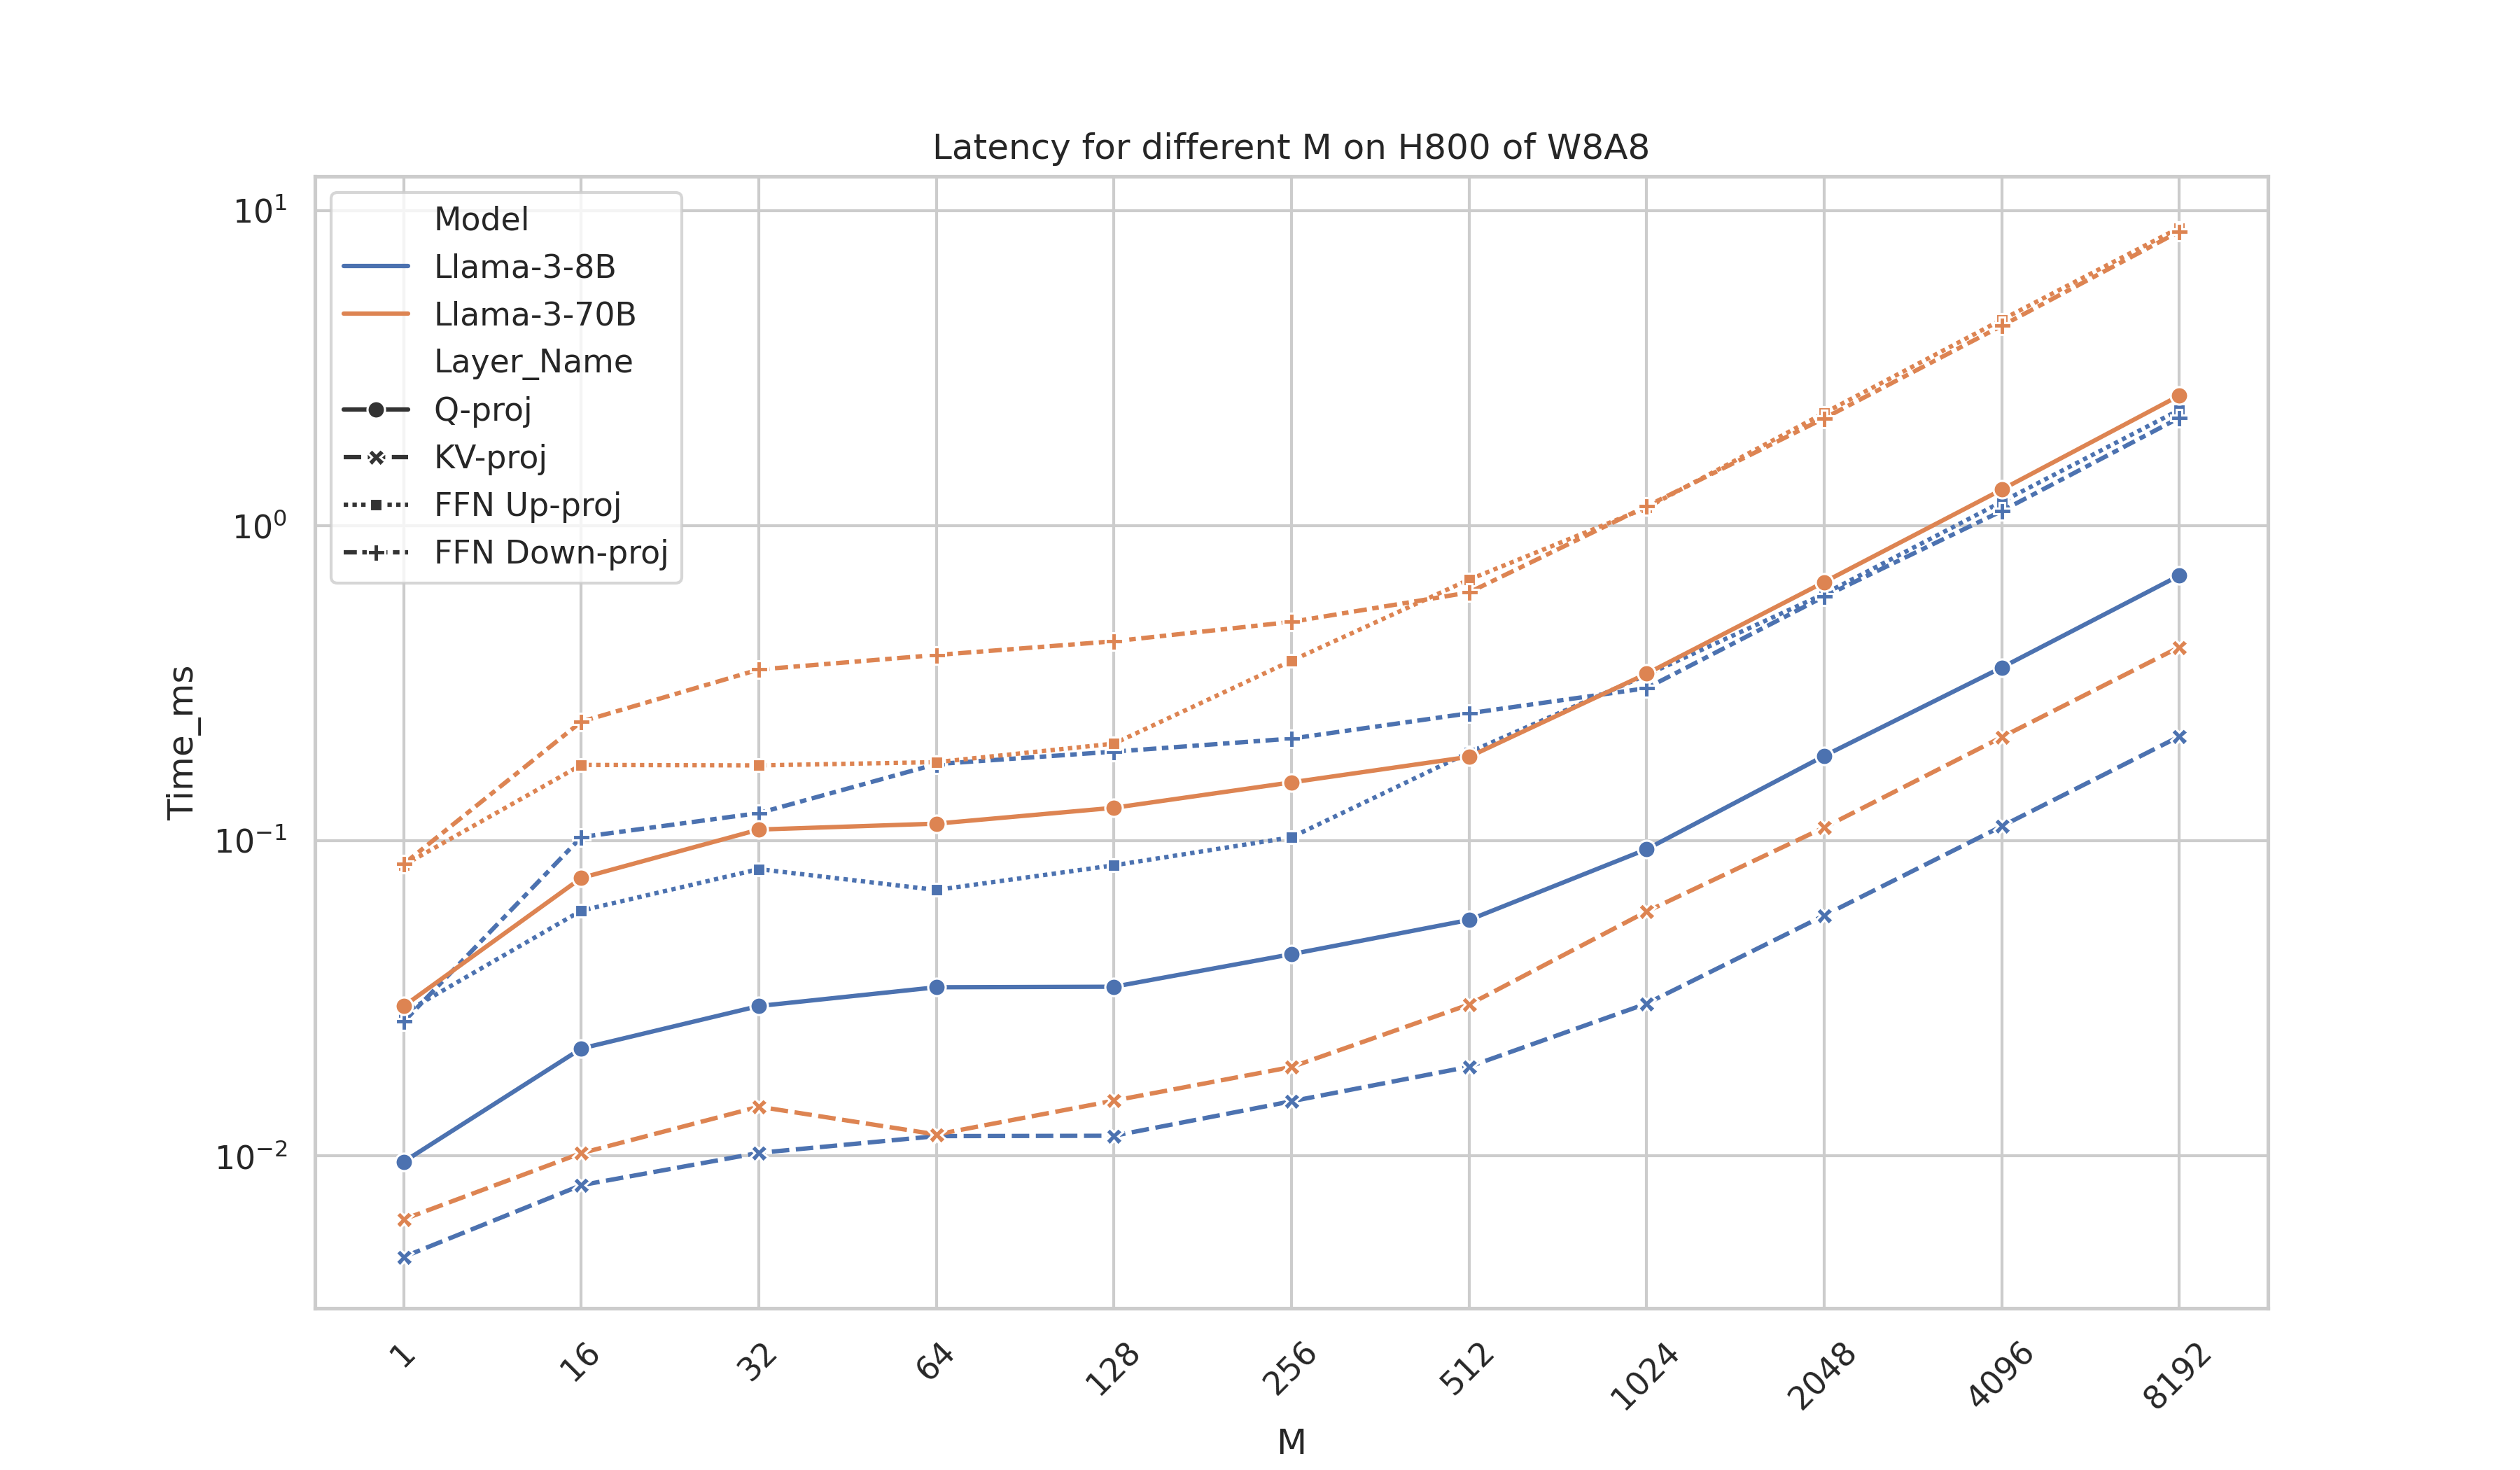 Latency for different M on H800 of W8A8
Model
Llama-3-8B
Llama-3-70B
Layer_Name
Q-proj
KV-proj
FFN Up-proj
FFN Down-proj
Time_ms
10¹
10⁰
10⁻¹
10⁻²
1 16 32 64 128 256 512 1024 2048 4096 8192
M